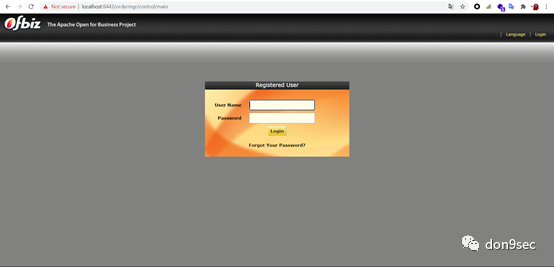 Not secure | localhost:8443/ordermgr/control/main
Ofbiz The Apache Open for Business Project
Language Login
Registered User
User Name
Password
Login
Forgot Your Password?
don9sec